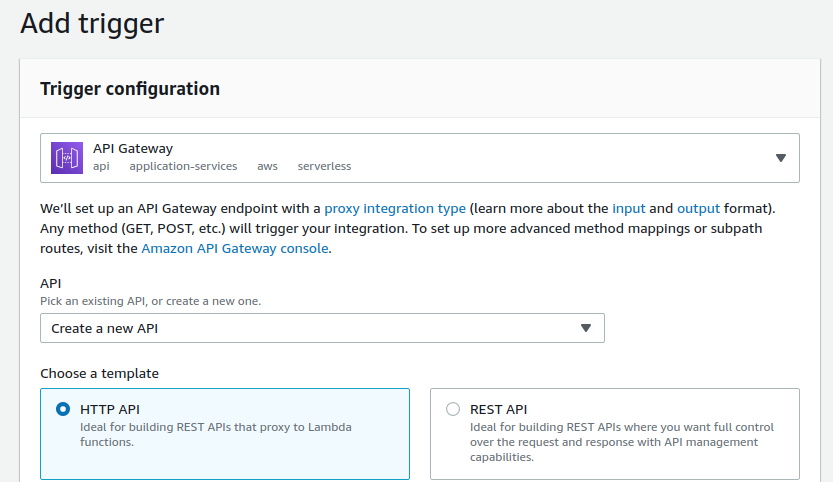 Add trigger
Trigger configuration
API Gateway
api application-services aws serverless
We’ll set up an API Gateway endpoint with a proxy integration type (learn more about the input and output format).
Any method (GET, POST, etc.) will trigger your integration. To set up more advanced method mappings or subpath
routes, visit the Amazon API Gateway console.
API
Pick an existing API, or create a new one.
Create a new API
Choose a template
HTTP API
Ideal for building REST APIs that proxy to Lambda
functions.
REST API
Ideal for building REST APIs where you want full control
over the request and response with API management
capabilities.